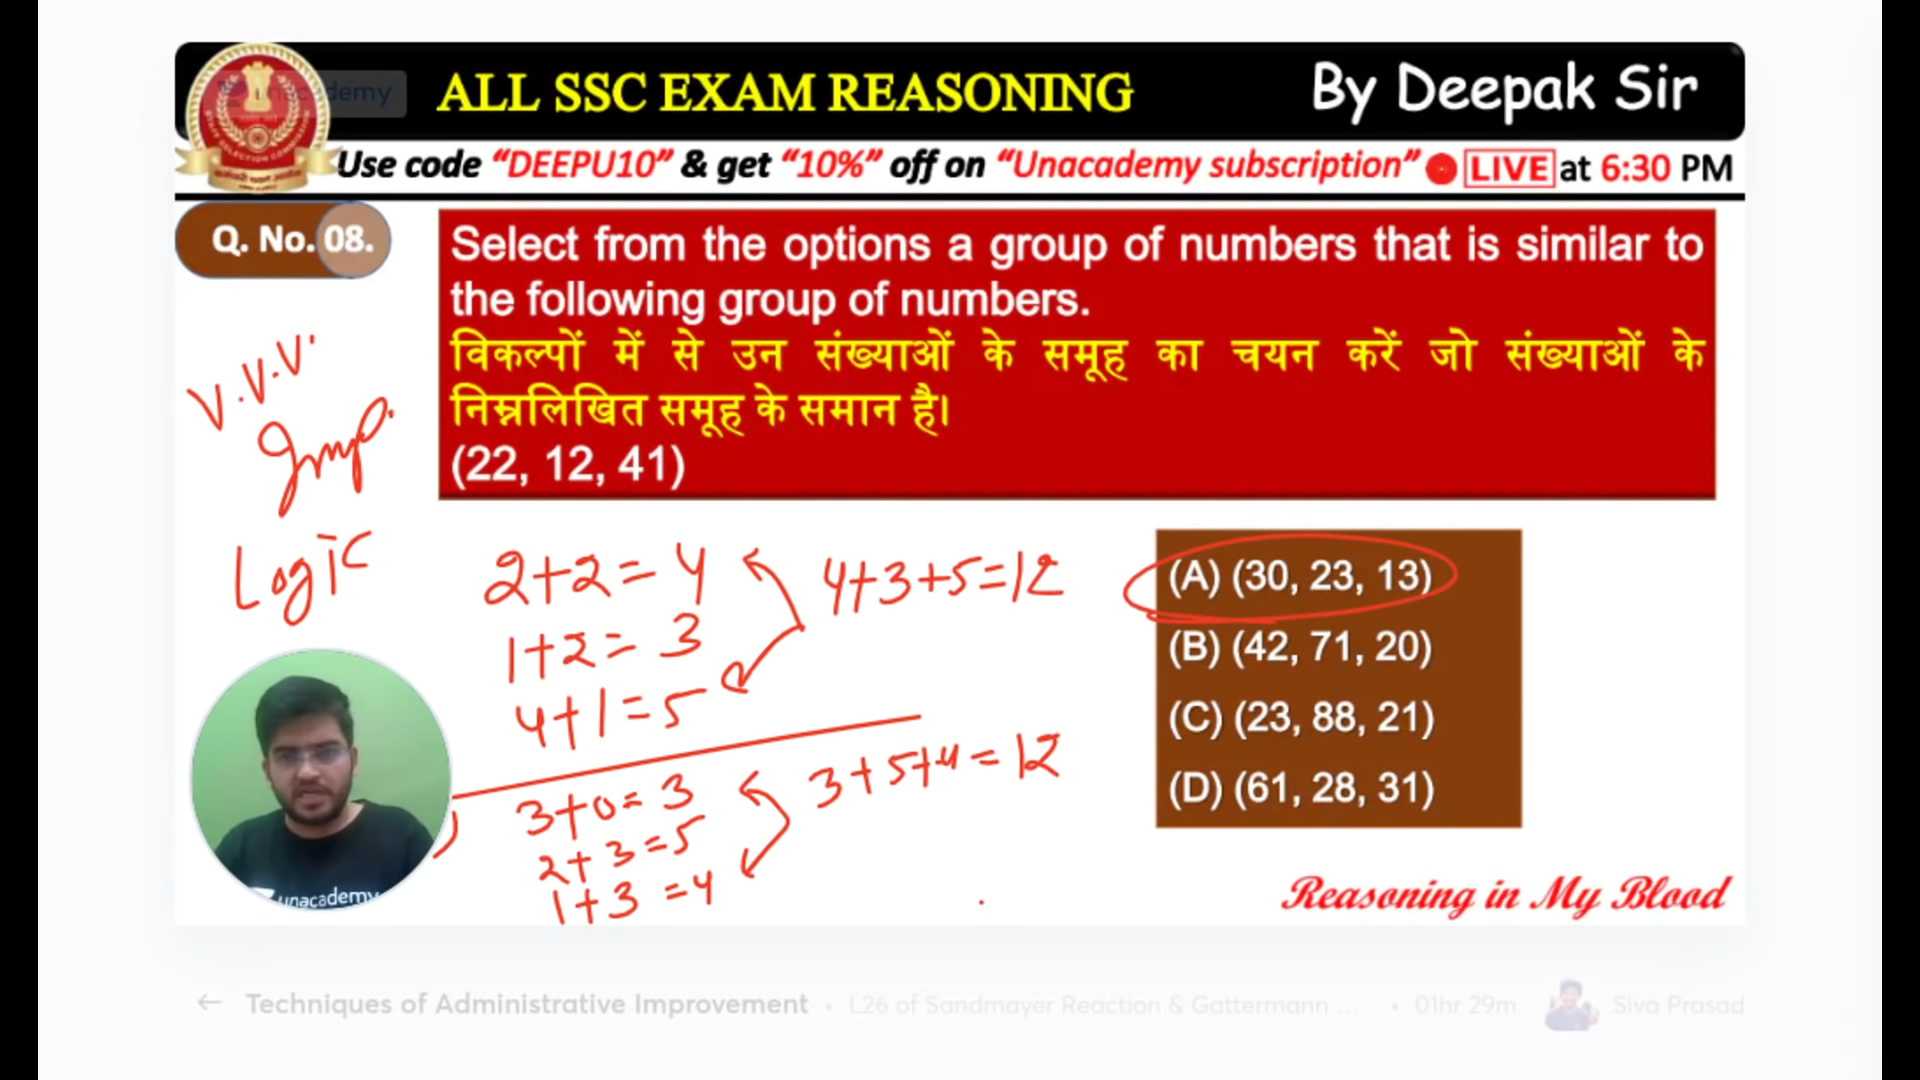 ALL SSC EXAM REASONING
By Deepak Sir
Use code “DEEPU10” & get “10%” off on “Unacademy subscription” LIVE at 6:30 PM
Q. No. 08.
Select from the options a group of numbers that is similar to
the following group of numbers.
विकल्पों में से उन संख्याओं के समूह का चयन करें जो संख्याओं के
निम्नलिखित समूह के समान है।
(22, 12, 41)
V.V.V.
Imp.
Logic
2+2=4
1+2=3
4+1=5
4+3+5=12
3+0=3
2+3=5
1+3=4
3+5+4=12
(A) (30, 23, 13)
(B) (42, 71, 20)
(C) (23, 88, 21)
(D) (61, 28, 31)
unacademy
Reasoning in My Blood
← Techniques of Administrative Improvement • L26 of Sandmayer Reaction & Gattermann ... • 01hr 29m Siva Prasad